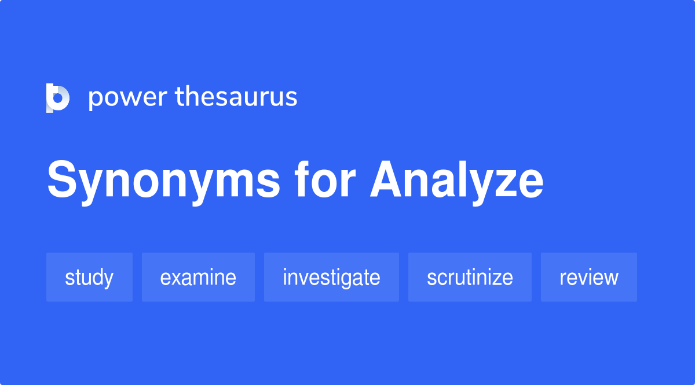 power thesaurus
Synonyms for Analyze
study examine investigate scrutinize review